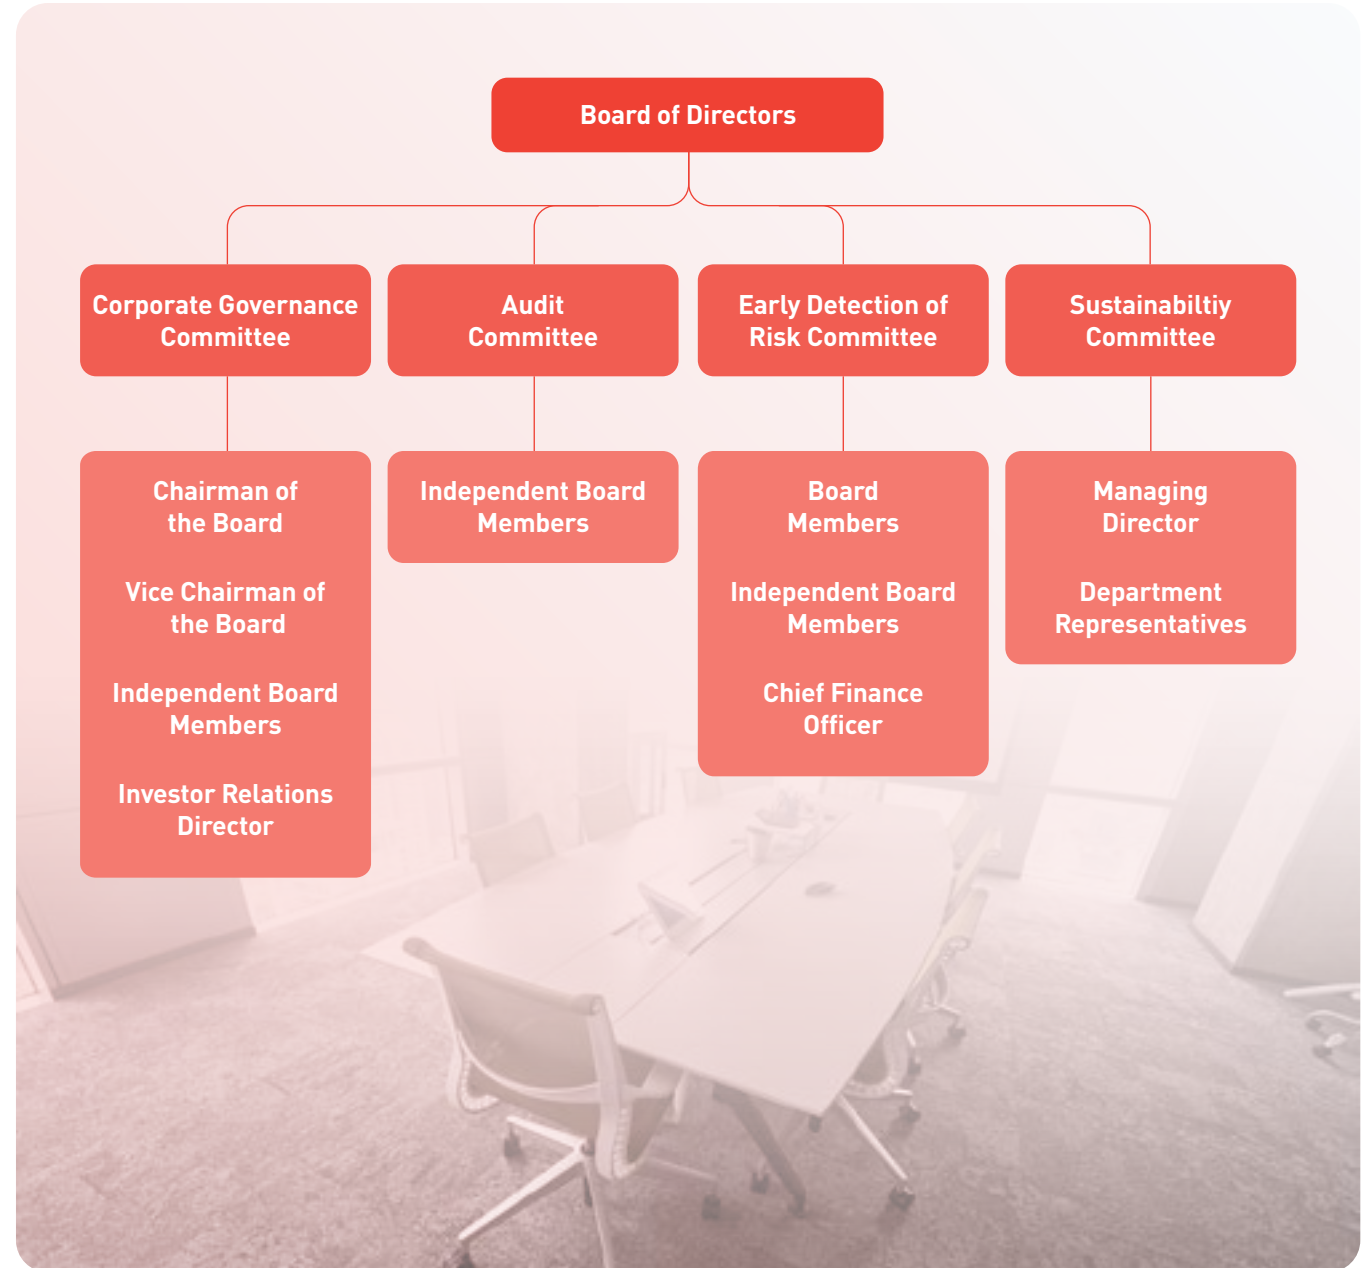 Board of Directors
Corporate Governance
Committee
Audit
Committee
Early Detection of
Risk Committee
Sustainabiltiy
Committee
Chairman of
the Board
Vice Chairman of
the Board
Independent Board
Members
Investor Relations
Director
Independent Board
Members
Board
Members
Independent Board
Members
Chief Finance
Officer
Managing
Director
Department
Representatives